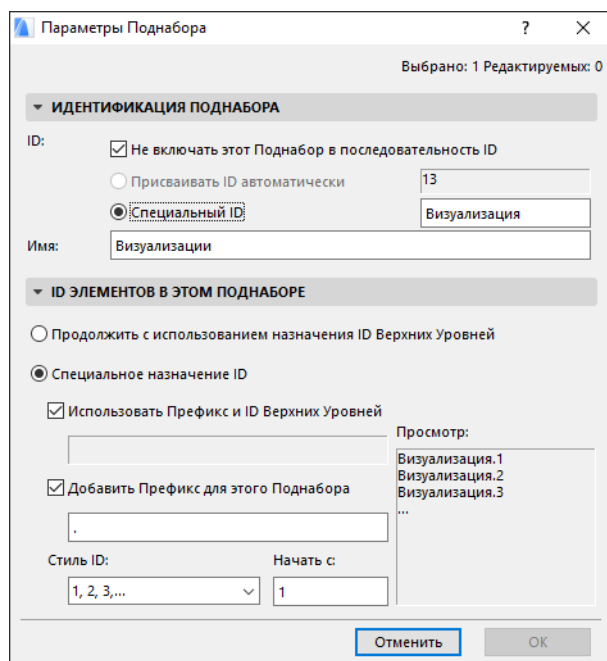 Параметры Поднабора
?
Выбрано: 1 Редактируемых: 0
ИДЕНТИФИКАЦИЯ ПОДНАБОРА
ID:
Не включать этот Поднабор в последовательность ID
Присваивать ID автоматически
13
Специальный ID
Визуализация
Имя:
Визуализации
ID ЭЛЕМЕНТОВ В ЭТОМ ПОДНАБОРЕ
Продолжить с использованием назначения ID Верхних Уровней
Специальное назначение ID
Использовать Префикс и ID Верхних Уровней
Просмотр:
Визуализация.1
Визуализация.2
Визуализация.3
...
Добавить Префикс для этого Поднабора
.
Стиль ID:
Начать с:
1, 2, 3,...
1
Отменить
OK